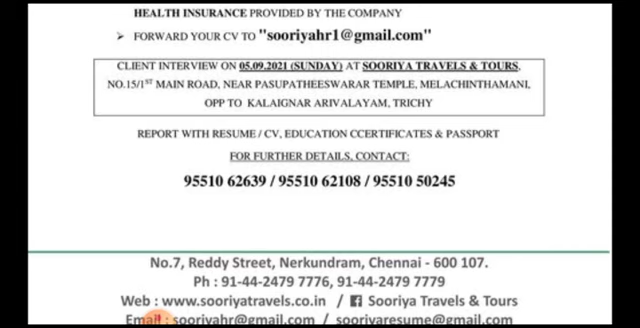 HEALTH INSURANCE PROVIDED BY THE COMPANY
➢ FORWARD YOUR CV TO "sooriyahr1@gmail.com"
CLIENT INTERVIEW ON 05.09.2021 (SUNDAY) AT SOORIYA TRAVELS & TOURS,
NO.15/1ST MAIN ROAD, NEAR PASUPATHEESWARAR TEMPLE, MELACHINTHAMANI,
OPP TO KALAIGNAR ARIVALAYAM, TRICHY
REPORT WITH RESUME / CV, EDUCATION CCERTIFICATES & PASSPORT
FOR FURTHER DETAILS, CONTACT:
95510 62639 / 95510 62108 / 95510 50245
No.7, Reddy Street, Nerkundram, Chennai - 600 107.
Ph : 91-44-2479 7776, 91-44-2479 7779
Web : www.sooriyatravels.co.in / Sooriya Travels & Tours
Email : sooriyahr@gmail.com / sooriyaresume@gmail.com